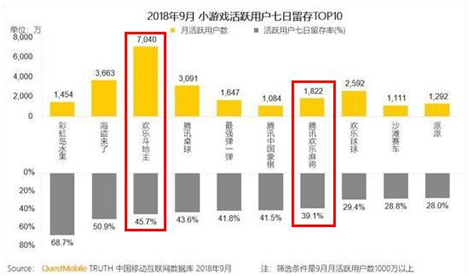 2018年9月 小游戏活跃用户七日留存TOP10
单位：万
月活跃用户数
活跃用户七日留存率(%)
8,000
6,000
4,000
2,000
0
1,454
3,663
7,040
3,091
1,647
1,084
1,822
2,592
1,111
1,292
彩虹岛水果
海盗来了
欢乐斗地主
腾讯桌球
最强弹一弹
腾讯中国象棋
腾讯欢乐麻将
欢乐球球
沙滩赛车
派派
0%
20%
40%
60%
80%
68.7%
50.9%
45.7%
43.6%
41.8%
41.5%
39.1%
29.4%
28.8%
28.0%
Source： QuestMobile TRUTH 中国移动互联网数据库 2018年9月
注：筛选条件是9月月活跃用户数1000万以上